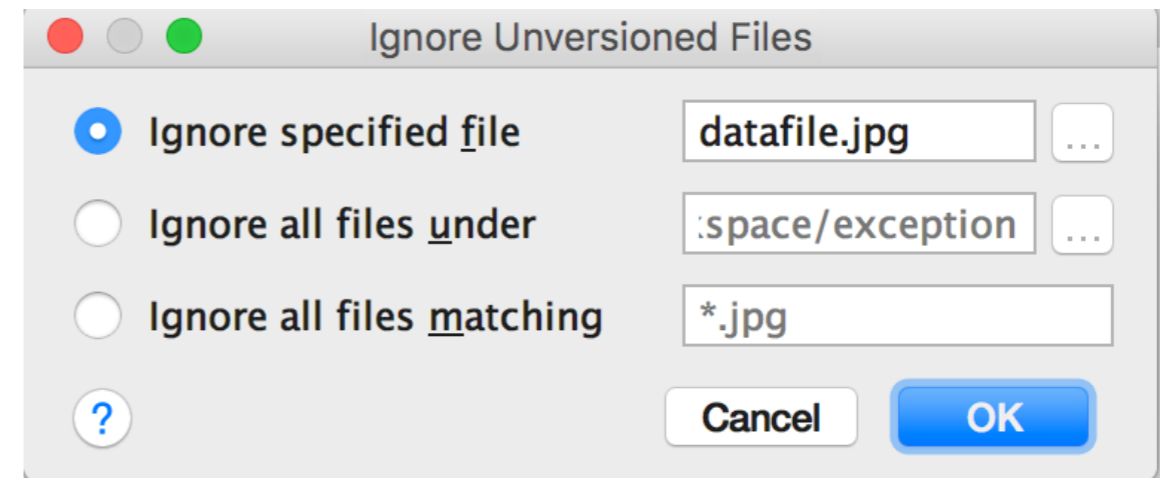 Ignore Unversioned Files
Ignore specified file datafile.jpg ...
Ignore all files under space/exception ...
Ignore all files matching *.jpg
? Cancel OK